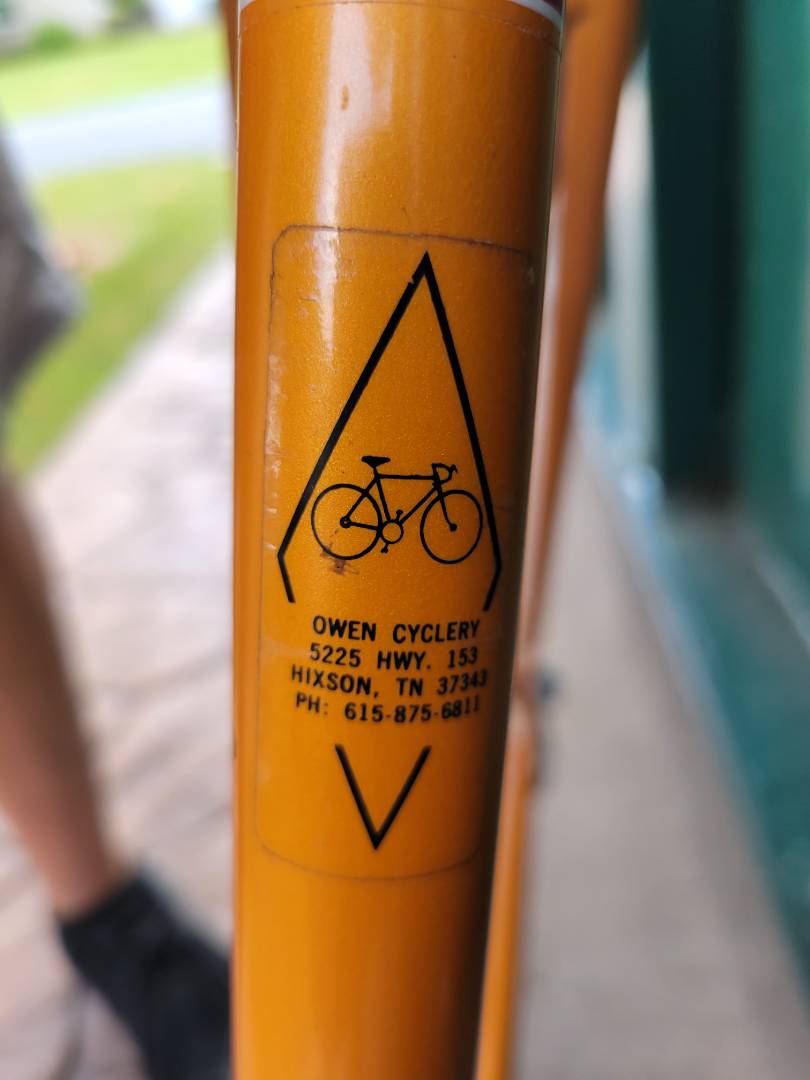 OWEN CYCLERY
5225 HWY. 153
HIXSON, TN 37343
PH: 615-875-6811